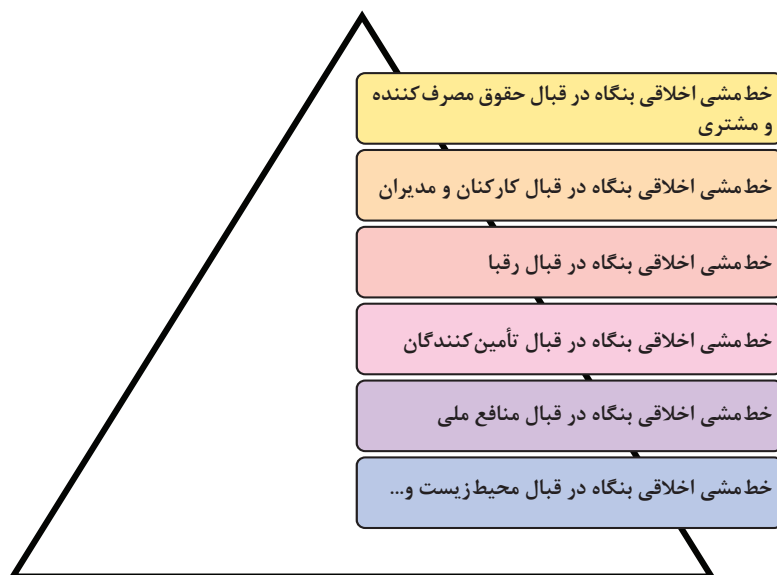 خط‌مشی اخلاقی بنگاه در قبال حقوق مصرف‌کننده
و مشتری
خط‌مشی اخلاقی بنگاه در قبال کارکنان و مدیران
خط‌مشی اخلاقی بنگاه در قبال رقبا
خط‌مشی اخلاقی بنگاه در قبال تأمین‌کنندگان
خط‌مشی اخلاقی بنگاه در قبال منافع ملی
خط‌مشی اخلاقی بنگاه در قبال محیط‌زیست و...